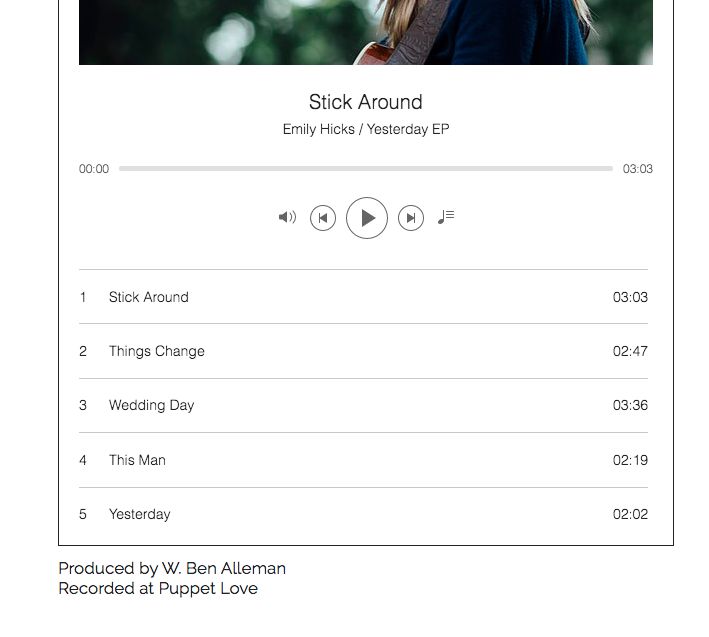 Stick Around
Emily Hicks / Yesterday EP
00:00 03:03
1 Stick Around 03:03
2 Things Change 02:47
3 Wedding Day 03:36
4 This Man 02:19
5 Yesterday 02:02
Produced by W. Ben Alleman
Recorded at Puppet Love